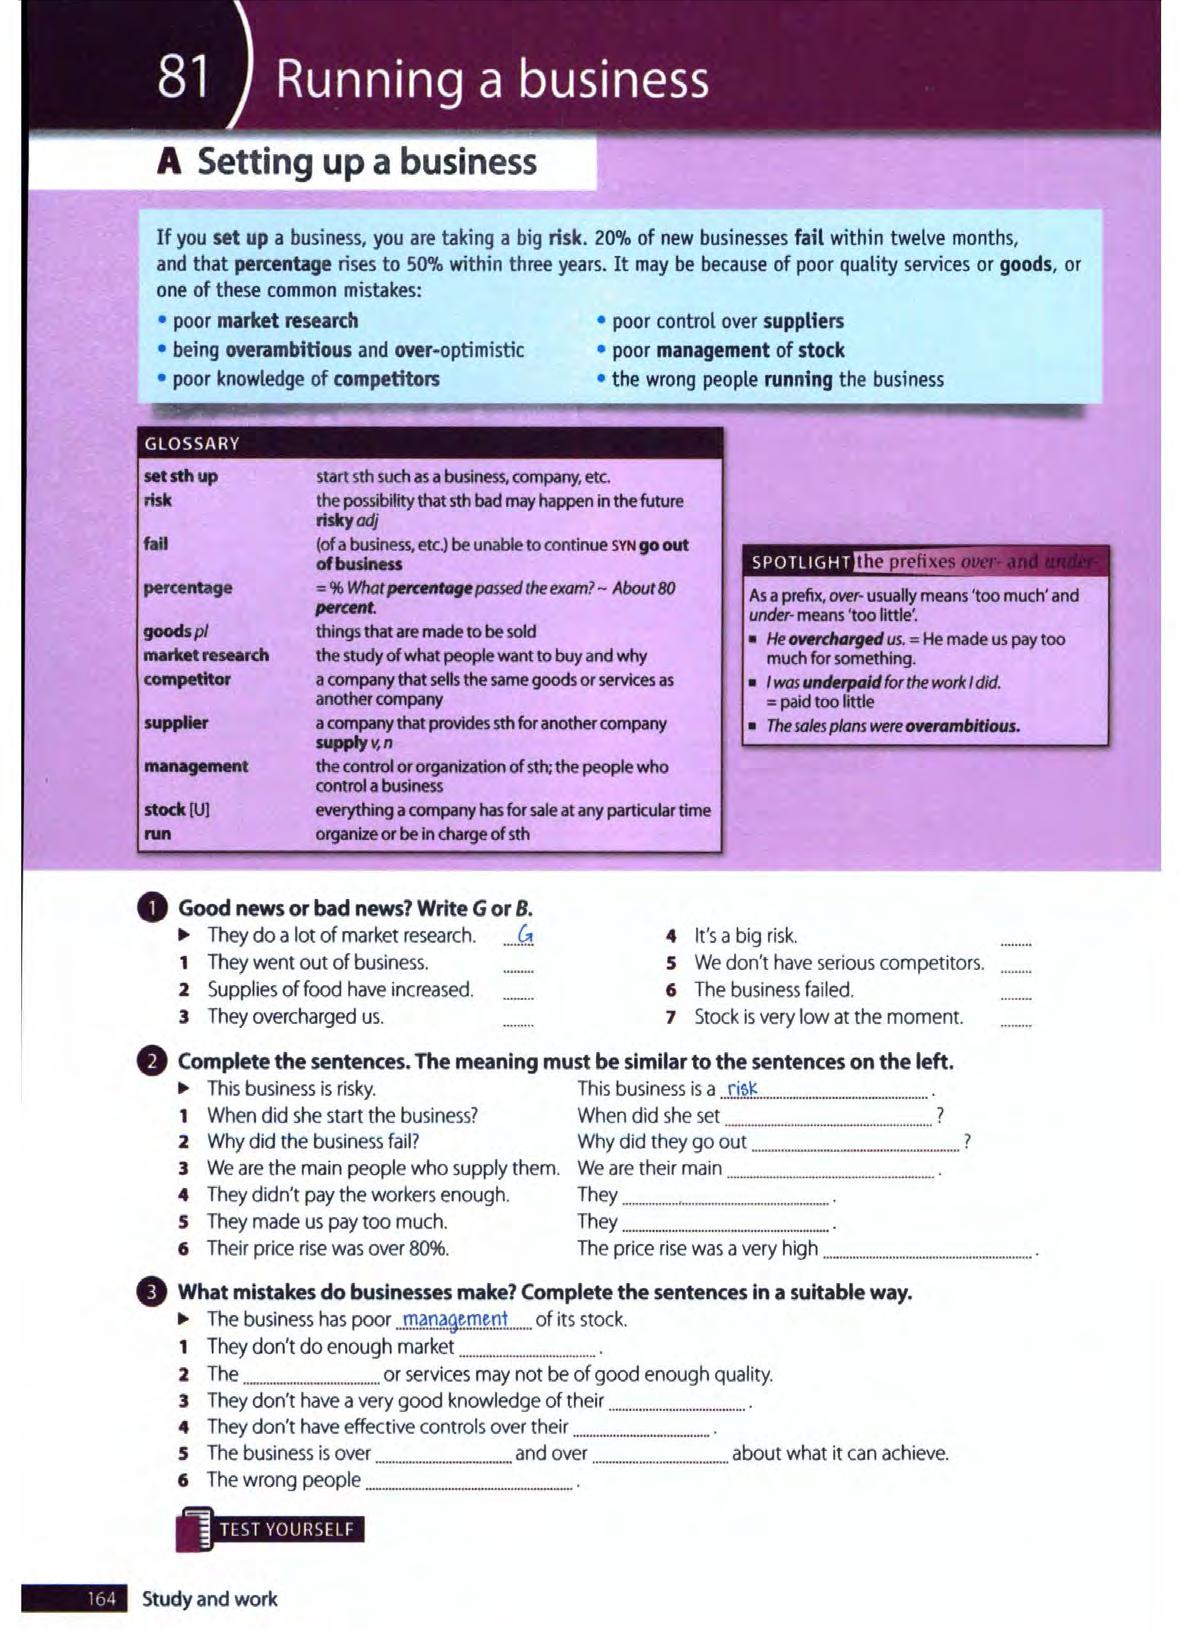 81 Running a business
A Setting up a business
If you set up a business, you are taking a big risk. 20% of new businesses fail within twelve months,
and that percentage rises to 50% within three years. It may be because of poor quality services or goods, or
one of these common mistakes:
• poor market research
• being overambitious and over-optimistic
• poor knowledge of competitors
• poor control over suppliers
• poor management of stock
• the wrong people running the business
GLOSSARY
set sth up start sth such as a business, company, etc.
risk the possibility that sth bad may happen in the future
risky adj
fail (of a business, etc.) be unable to continue SYN go out
of business
percentage = % What percentage passed the exam? ~ About 80
percent.
goods pl things that are made to be sold
market research the study of what people want to buy and why
competitor a company that sells the same goods or services as
another company
supplier a company that provides sth for another company
supply v, n
management the control or organization of sth; the people who
control a business
stock [U] everything a company has for sale at any particular time
run organize or be in charge of sth
SPOTLIGHT the prefixes over- and under-
As a prefix, over- usually means 'too much' and
under- means 'too little'.
▪ He overcharged us. = He made us pay too
much for something.
▪ I was underpaid for the work I did.
= paid too little
▪ The sales plans were overambitious.
1 Good news or bad news? Write G or B.
▶ They do a lot of market research. G
1 They went out of business. ........
2 Supplies of food have increased. ........
3 They overcharged us. ........
4 It's a big risk. ........
5 We don't have serious competitors. ........
6 The business failed. ........
7 Stock is very low at the moment. ........
2 Complete the sentences. The meaning must be similar to the sentences on the left.
▶ This business is risky. This business is a risk ........ .
1 When did she start the business? When did she set ........ ?
2 Why did the business fail? Why did they go out ........ ?
3 We are the main people who supply them. We are their main ........ .
4 They didn't pay the workers enough. They ........ .
5 They made us pay too much. They ........ .
6 Their price rise was over 80%. The price rise was a very high ........ .
3 What mistakes do businesses make? Complete the sentences in a suitable way.
▶ The business has poor management of its stock.
1 They don't do enough market ........ .
2 The ........ or services may not be of good enough quality.
3 They don't have a very good knowledge of their ........ .
4 They don't have effective controls over their ........ .
5 The business is over ........ and over ........ about what it can achieve.
6 The wrong people ........ .
TEST YOURSELF
164 Study and work